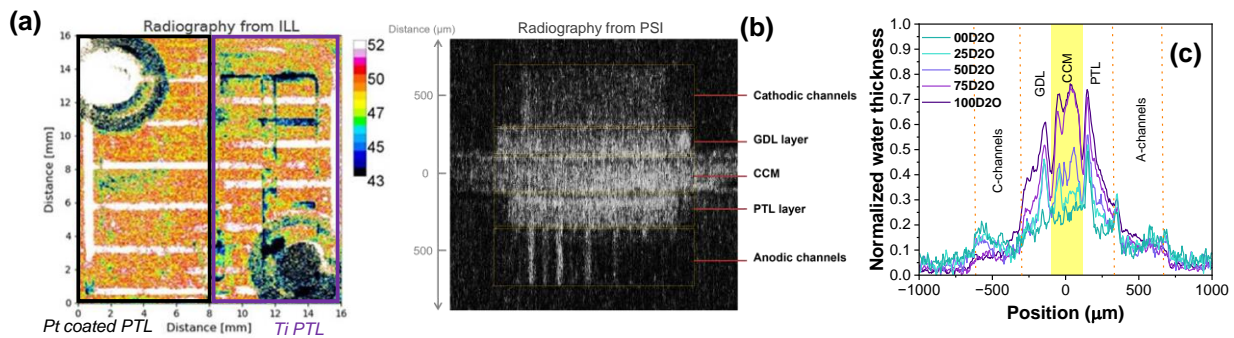 (a)
Radiography from ILL
16
14
12
10
8
6
4
2
0
0 2 4 6 8 10 12 14 16
Distance [mm]
Distance [mm]
52
50
49
47
46
44
43
Pt coated PTL
Ti PTL
(b)
Radiography from PSI
Distance (μm)
500
0
500
Cathodic channels
GDL layer
CCM
PTL layer
Anodic channels
(c)
Normalized water thickness
1.0
0.9
0.8
0.7
0.6
0.5
0.4
0.3
0.2
0.1
0.0
00D2O
25D2O
50D2O
75D2O
100D2O
C-channels
GDL
CCM
PTL
A-channels
−1000 −500 0 500 1000
Position (μm)